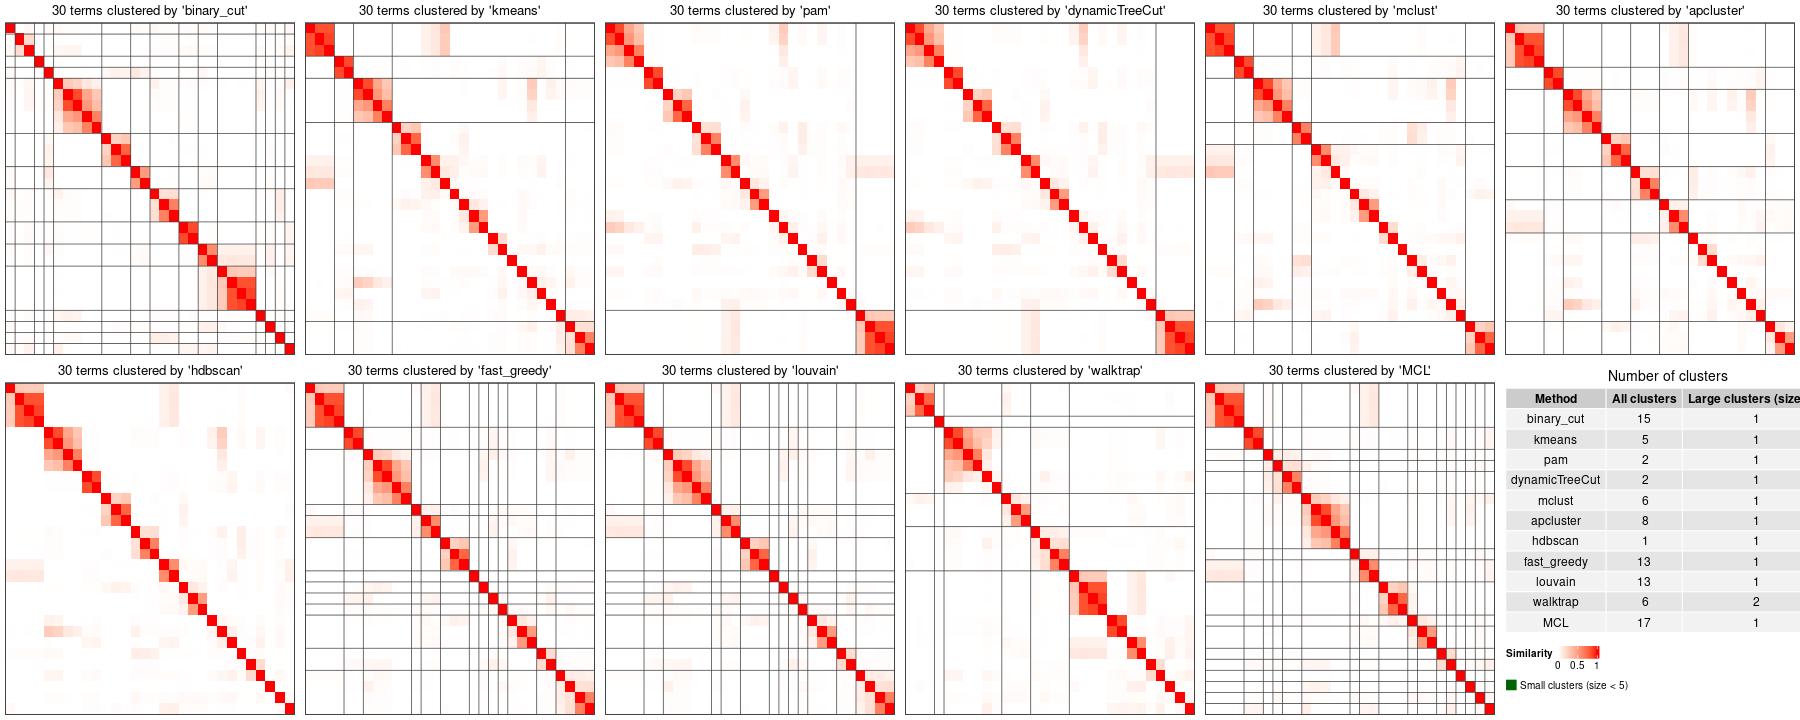 30 terms clustered by 'binary_cut'
30 terms clustered by 'kmeans'
30 terms clustered by 'pam'
30 terms clustered by 'dynamicTreeCut'
30 terms clustered by 'mclust'
30 terms clustered by 'apcluster'
30 terms clustered by 'hdbscan'
30 terms clustered by 'fast_greedy'
30 terms clustered by 'louvain'
30 terms clustered by 'walktrap'
30 terms clustered by 'MCL'
Number of clusters
Method All clusters Large clusters (size
binary_cut 15 1
kmeans 5 1
pam 2 1
dynamicTreeCut 2 1
mclust 6 1
apcluster 8 1
hdbscan 1 1
fast_greedy 13 1
louvain 13 1
walktrap 6 2
MCL 17 1
Similarity
0 0.5 1
Small clusters (size < 5)